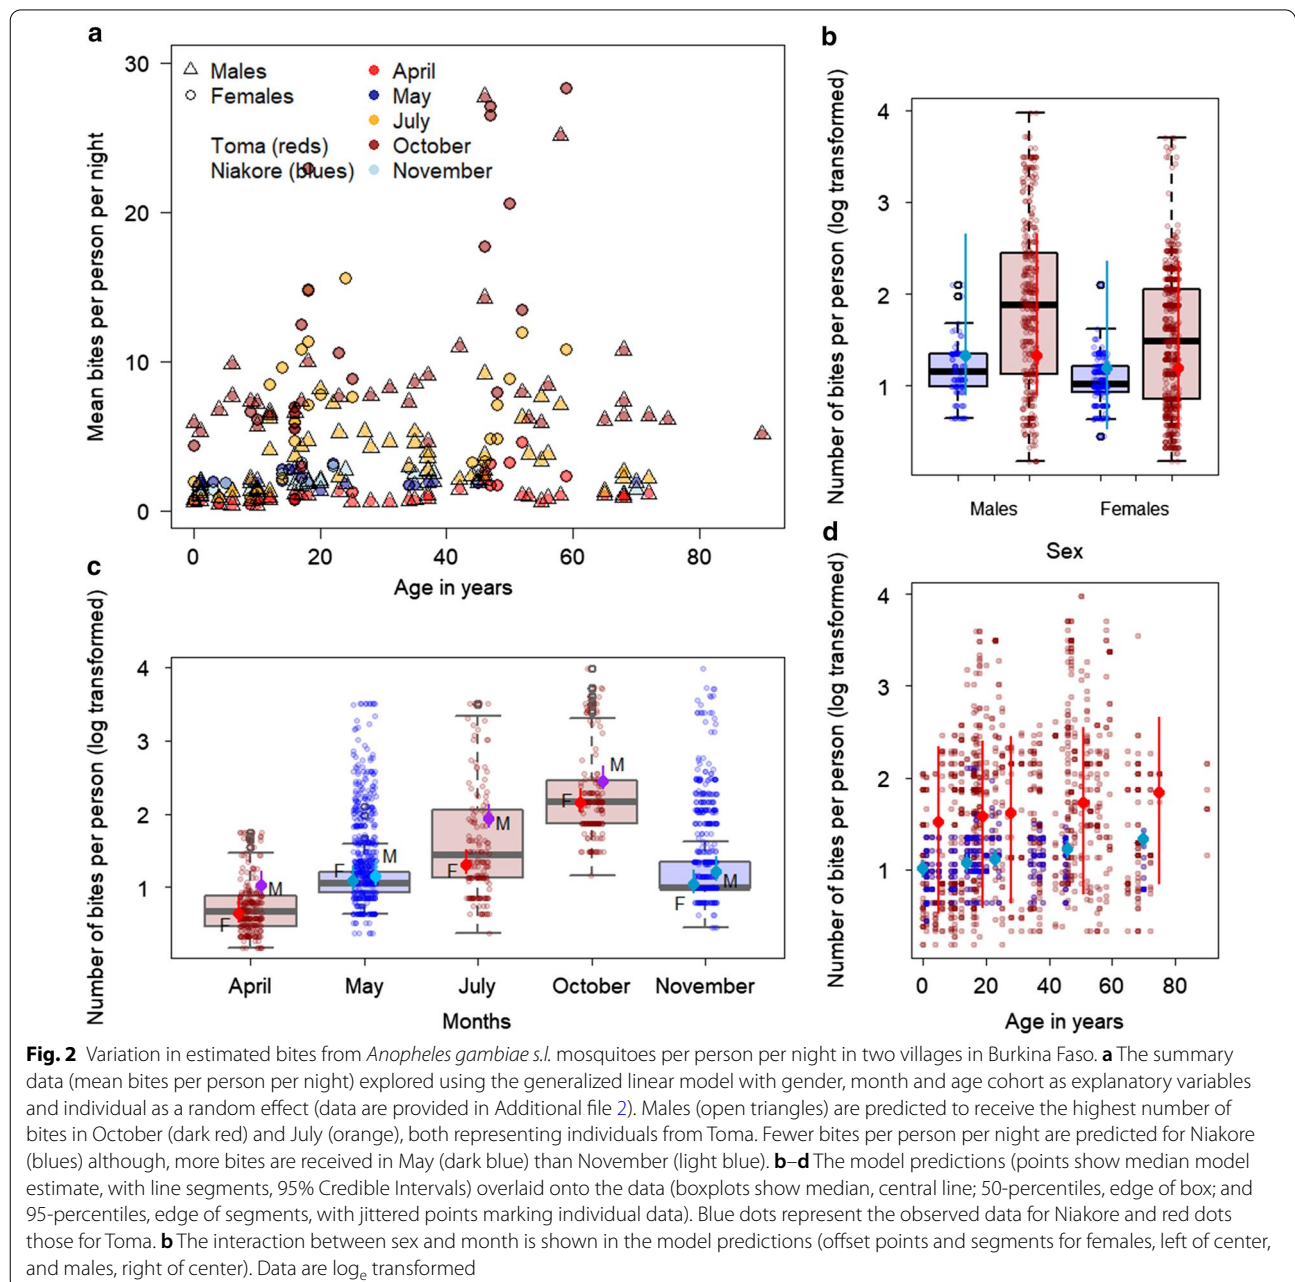 a
Mean bites per person per night
30
20
10
0
Males
Females
Toma (reds)
Niakore (blues)
April
May
July
October
November
0 20 40 60 80
Age in years
b
Number of bites per person (log transformed)
4
3
2
1
Males Females
Sex
c
Number of bites per person (log transformed)
4
3
2
1
F M
F M
F M
F M
F M
April May July October November
Months
d
Number of bites per person (log transformed)
4
3
2
1
0 20 40 60 80
Age in years
Fig. 2 Variation in estimated bites from Anopheles gambiae s.l. mosquitoes per person per night in two villages in Burkina Faso. a The summary
data (mean bites per person per night) explored using the generalized linear model with gender, month and age cohort as explanatory variables
and individual as a random effect (data are provided in Additional file 2). Males (open triangles) are predicted to receive the highest number of
bites in October (dark red) and July (orange), both representing individuals from Toma. Fewer bites per person per night are predicted for Niakore
(blues) although, more bites are received in May (dark blue) than November (light blue). b–d The model predictions (points show median model
estimate, with line segments, 95% Credible Intervals) overlaid onto the data (boxplots show median, central line; 50-percentiles, edge of box; and
95-percentiles, edge of segments, with jittered points marking individual data). Blue dots represent the observed data for Niakore and red dots
those for Toma. b The interaction between sex and month is shown in the model predictions (offset points and segments for females, left of center,
and males, right of center). Data are logₑ transformed